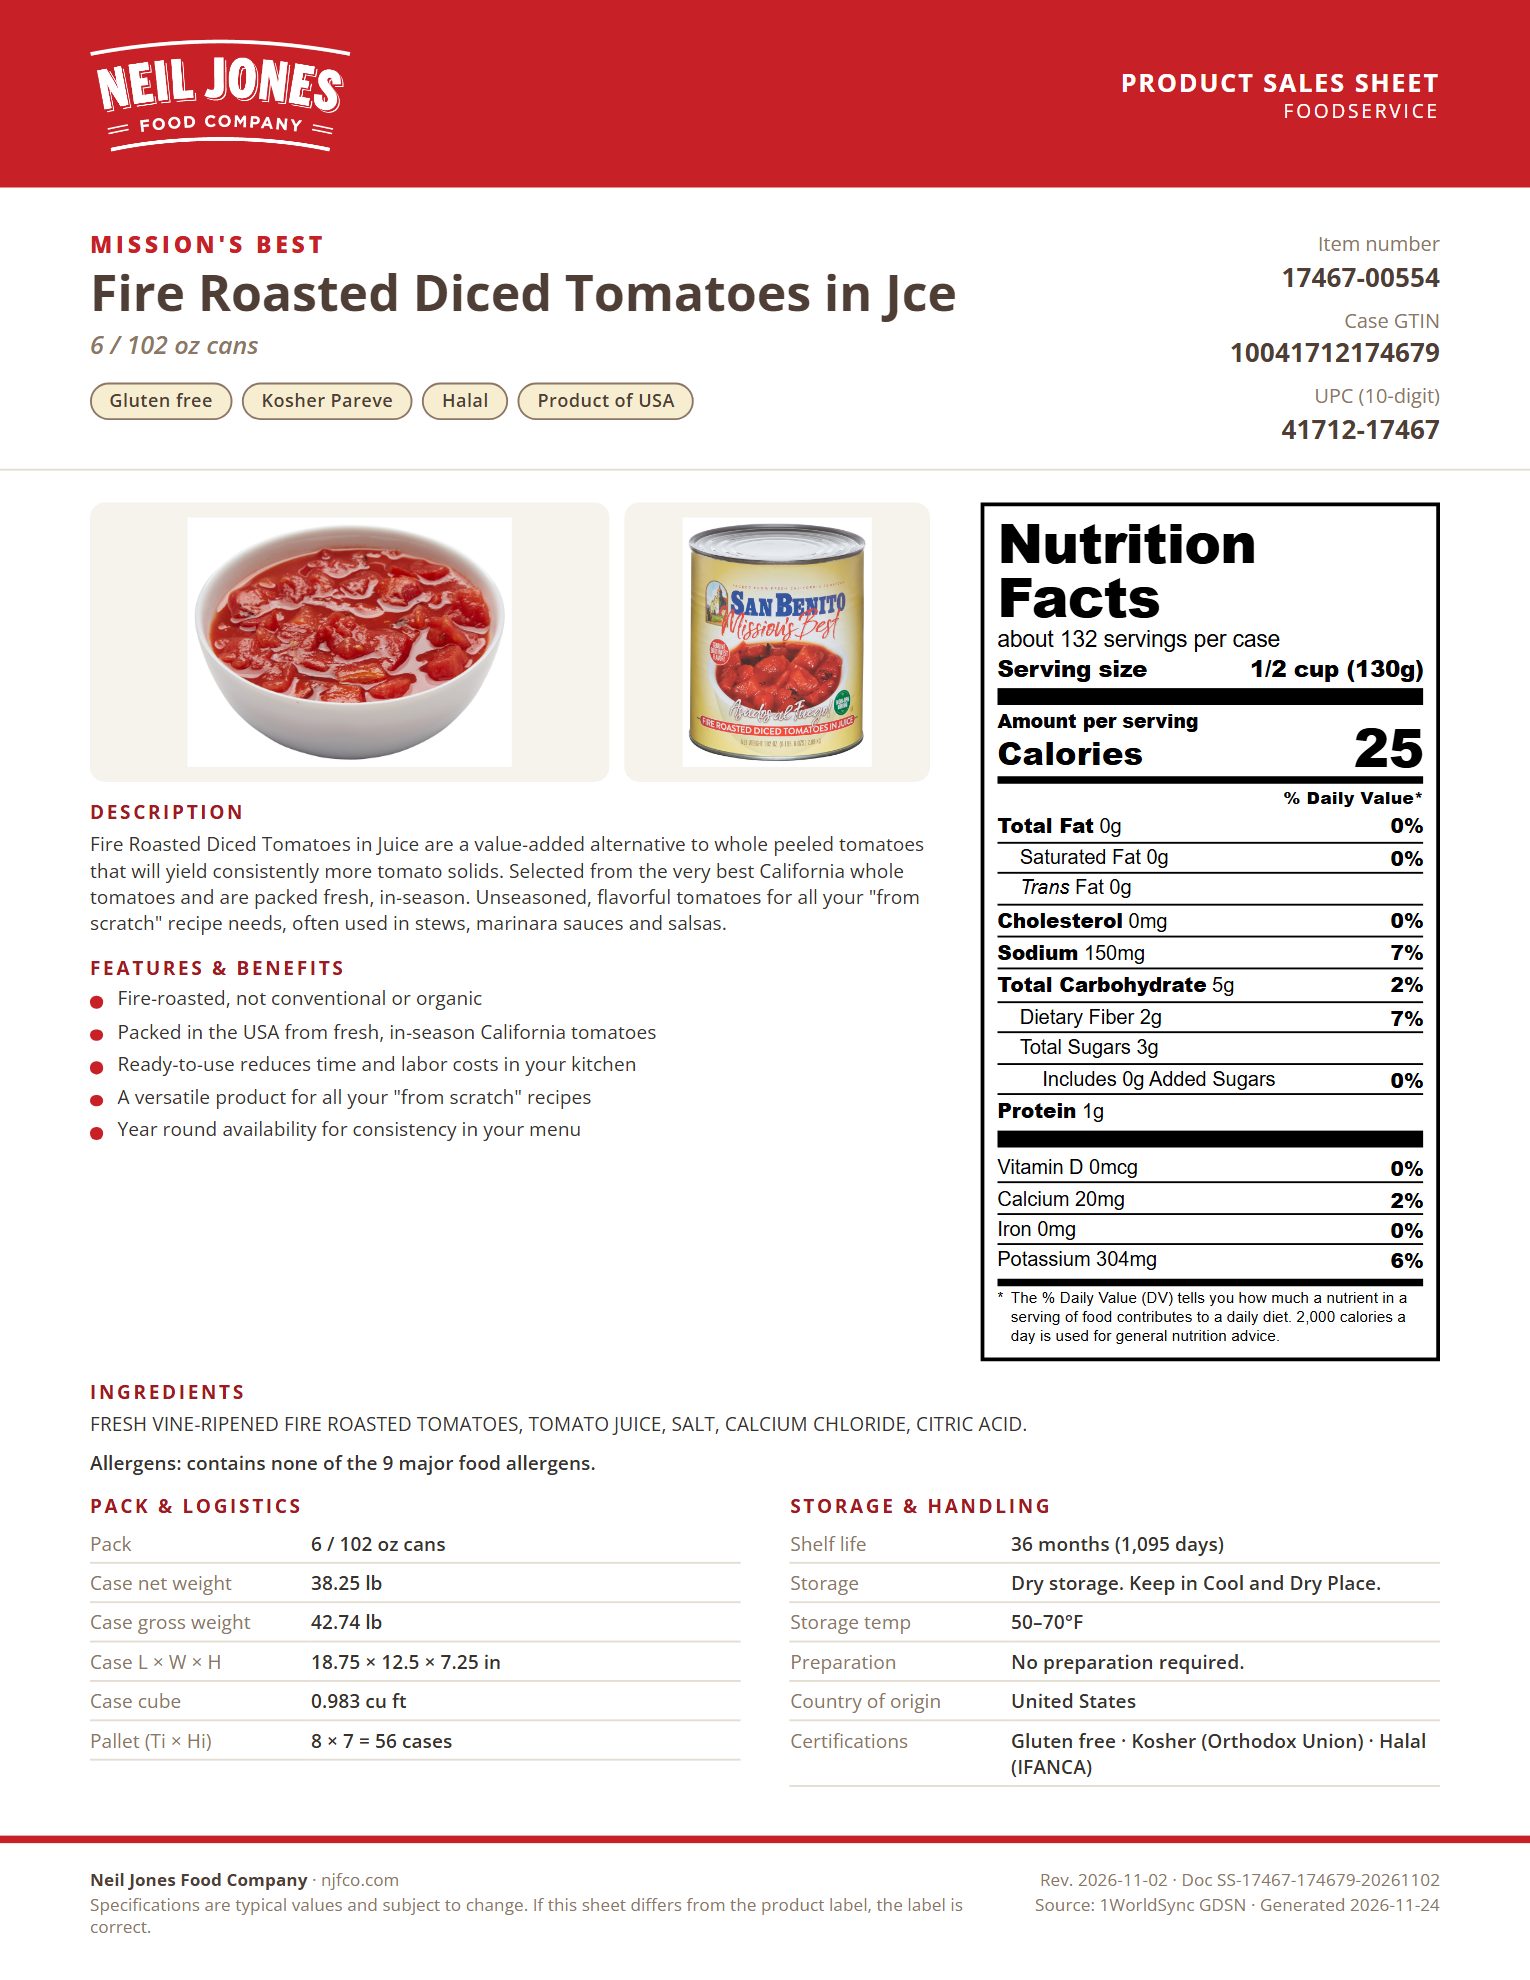 NEIL JONES
FOOD COMPANY
PRODUCT SALES SHEET
FOODSERVICE
MISSION'S BEST
Fire Roasted Diced Tomatoes in Jce
6 / 102 oz cans
Gluten free
Kosher Pareve
Halal
Product of USA
Item number
17467-00554
Case GTIN
10041712174679
UPC (10-digit)
41712-17467
SAN BENITO
Mission's Best
Asados al Fuego
FIRE ROASTED DICED TOMATOES IN JUICE
DESCRIPTION
Fire Roasted Diced Tomatoes in Juice are a value-added alternative to whole peeled tomatoes
that will yield consistently more tomato solids. Selected from the very best California whole
tomatoes and are packed fresh, in-season. Unseasoned, flavorful tomatoes for all your "from
scratch" recipe needs, often used in stews, marinara sauces and salsas.
FEATURES & BENEFITS
Fire-roasted, not conventional or organic
Packed in the USA from fresh, in-season California tomatoes
Ready-to-use reduces time and labor costs in your kitchen
A versatile product for all your "from scratch" recipes
Year round availability for consistency in your menu
Nutrition
Facts
about 132 servings per case
Serving size 1/2 cup (130g)
Amount per serving
Calories 25
% Daily Value*
Total Fat 0g 0%
Saturated Fat 0g 0%
Trans Fat 0g
Cholesterol 0mg 0%
Sodium 150mg 7%
Total Carbohydrate 5g 2%
Dietary Fiber 2g 7%
Total Sugars 3g
Includes 0g Added Sugars 0%
Protein 1g
Vitamin D 0mcg 0%
Calcium 20mg 2%
Iron 0mg 0%
Potassium 304mg 6%
* The % Daily Value (DV) tells you how much a nutrient in a
serving of food contributes to a daily diet. 2,000 calories a
day is used for general nutrition advice.
INGREDIENTS
FRESH VINE-RIPENED FIRE ROASTED TOMATOES, TOMATO JUICE, SALT, CALCIUM CHLORIDE, CITRIC ACID.
Allergens: contains none of the 9 major food allergens.
PACK & LOGISTICS
Pack 6 / 102 oz cans
Case net weight 38.25 lb
Case gross weight 42.74 lb
Case L × W × H 18.75 × 12.5 × 7.25 in
Case cube 0.983 cu ft
Pallet (Ti × Hi) 8 × 7 = 56 cases
STORAGE & HANDLING
Shelf life 36 months (1,095 days)
Storage Dry storage. Keep in Cool and Dry Place.
Storage temp 50–70°F
Preparation No preparation required.
Country of origin United States
Certifications Gluten free · Kosher (Orthodox Union) · Halal
(IFANCA)
Neil Jones Food Company · njfco.com
Specifications are typical values and subject to change. If this sheet differs from the product label, the label is
correct.
Rev. 2026-11-02 · Doc SS-17467-174679-20261102
Source: 1WorldSync GDSN · Generated 2026-11-24